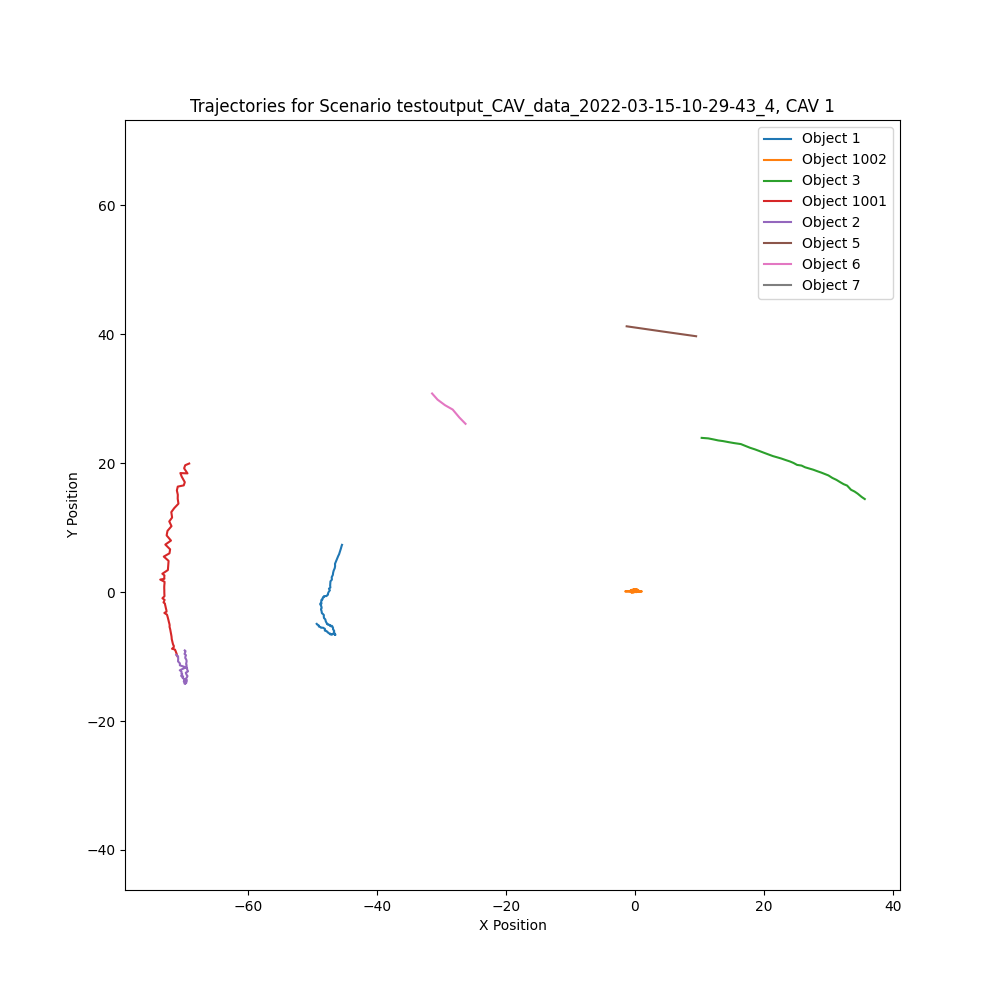 Trajectories for Scenario testoutput_CAV_data_2022-03-15-10-29-43_4, CAV 1
Object 1
Object 1002
Object 3
Object 1001
Object 2
Object 5
Object 6
Object 7
60
40
20
0
−20
−40
Y Position
−60
−40
−20
0
20
40
X Position